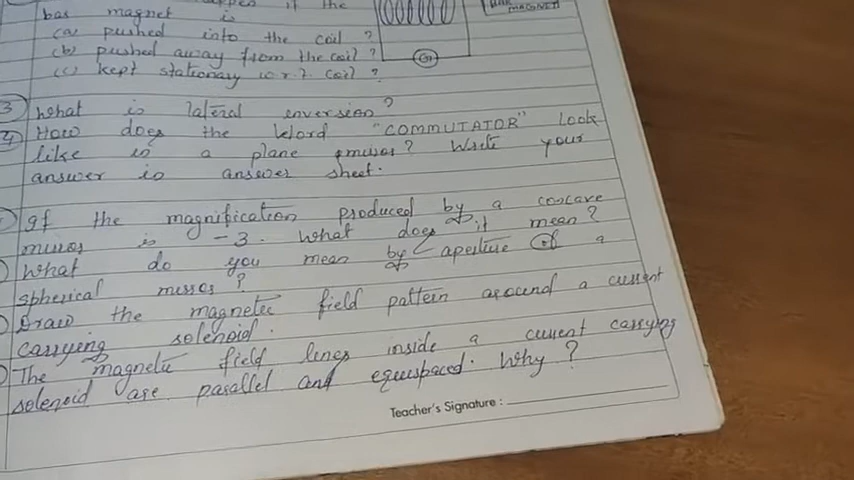 if the
bar magnet is
(a) pushed into the coil ?
(b) pushed away from the coil ?
(c) kept stationary w.r.t. coil ?
BAR MAGNET
G
3 What is lateral inversion ?
4 How does the word "COMMUTATOR" Look
like in a plane mirror ? Write your
answer in answer sheet.
If the magnification produced by a concave
mirror is -3. What does it mean ?
What do you mean by aperture of a
spherical mirror ?
Draw the magnetic field pattern around a current
carrying solenoid.
The magnetic field lines inside a current carrying
solenoid are parallel and equispaced. Why ?
Teacher's Signature :